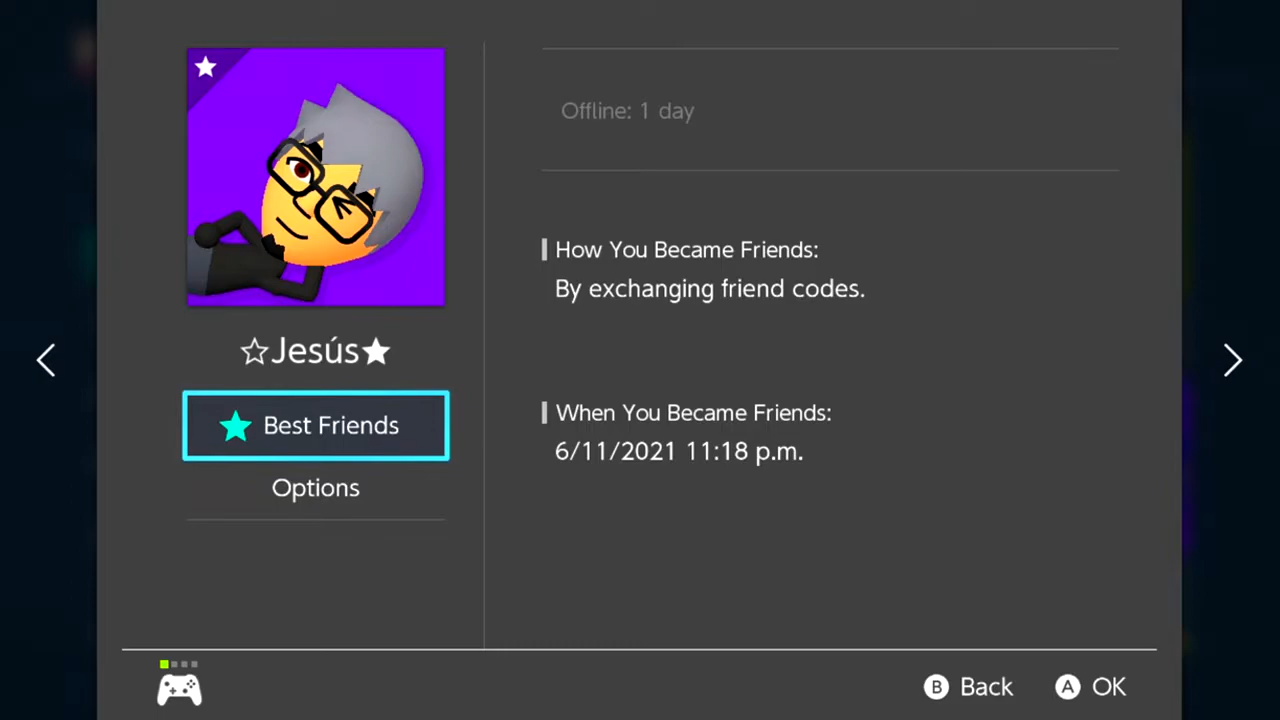 ☆Jesús★
Best Friends
Options
Offline: 1 day
How You Became Friends:
By exchanging friend codes.
When You Became Friends:
6/11/2021 11:18 p.m.
B Back
A OK